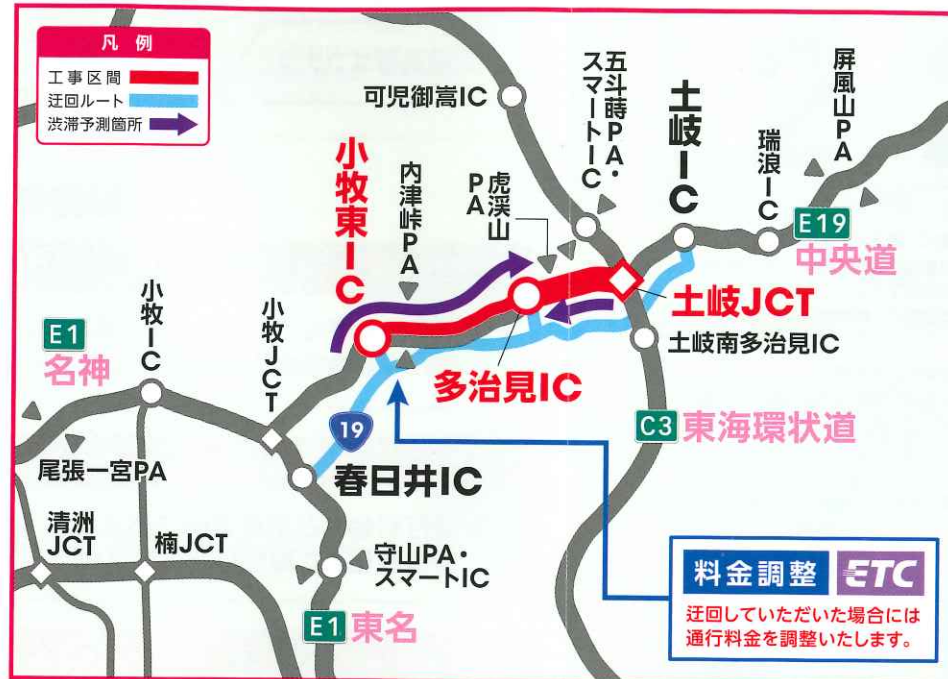 凡 例
工事区間
迂回ルート
渋滞予測箇所
可児御嵩IC
五斗蒔PA・
スマートIC
土岐IC
瑞浪IC
屏風山PA
E19
中央道
小牧東IC
内津峠PA
虎渓山
PA
土岐JCT
土岐南多治見IC
多治見IC
C3 東海環状道
E1
名神
小牧IC
小牧JCT
19
尾張一宮PA
春日井IC
清洲
JCT
楠JCT
守山PA・
スマートIC
E1 東名
料金調整 ETC
迂回していただいた場合には
通行料金を調整いたします。